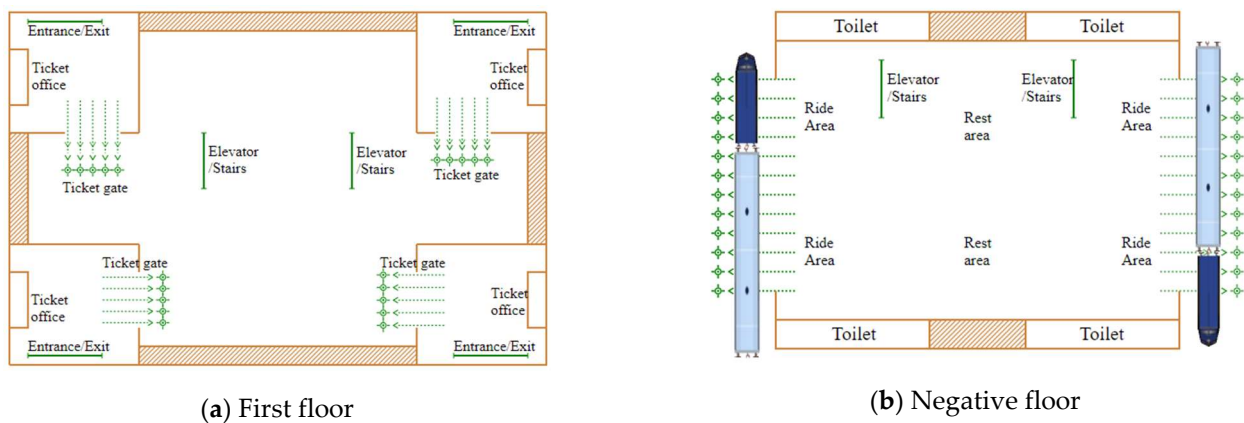 Entrance/Exit
Entrance/Exit
Ticket
office
Ticket
office
Elevator
/Stairs
Elevator
/Stairs
Ticket gate
Ticket gate
Ticket gate
Ticket gate
Ticket
office
Ticket
office
Entrance/Exit
Entrance/Exit
(a) First floor
Toilet
Toilet
Elevator
/Stairs
Elevator
/Stairs
Ride
Area
Rest
area
Ride
Area
Ride
Area
Rest
area
Ride
Area
Toilet
Toilet
(b) Negative floor